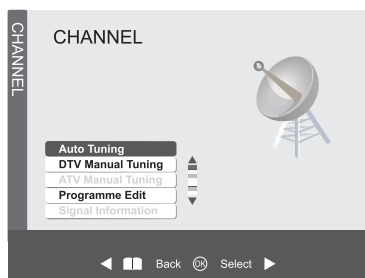 CHANNEL
CHANNEL
Auto Tuning
DTV Manual Tuning
ATV Manual Tuning
Programme Edit
Signal Information
Back OK Select